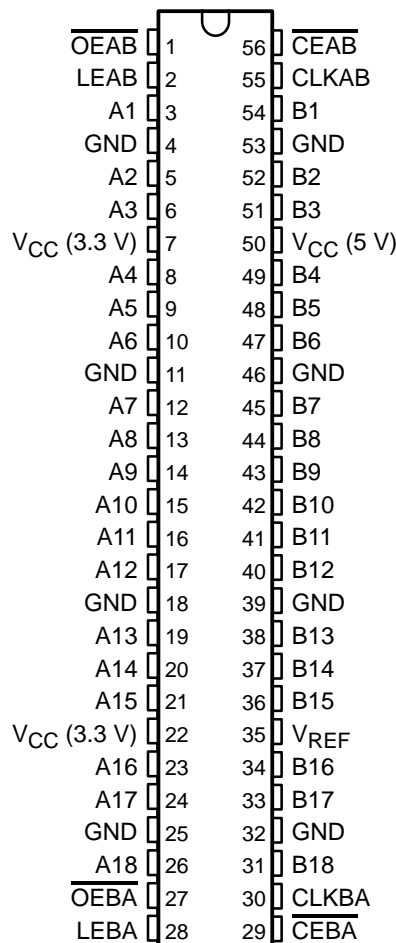 O̅E̅A̅B̅ 1 56 C̅E̅A̅B̅
LEAB 2 55 CLKAB
A1 3 54 B1
GND 4 53 GND
A2 5 52 B2
A3 6 51 B3
VCC (3.3 V) 7 50 VCC (5 V)
A4 8 49 B4
A5 9 48 B5
A6 10 47 B6
GND 11 46 GND
A7 12 45 B7
A8 13 44 B8
A9 14 43 B9
A10 15 42 B10
A11 16 41 B11
A12 17 40 B12
GND 18 39 GND
A13 19 38 B13
A14 20 37 B14
A15 21 36 B15
VCC (3.3 V) 22 35 VREF
A16 23 34 B16
A17 24 33 B17
GND 25 32 GND
A18 26 31 B18
O̅E̅B̅A̅ 27 30 CLKBA
LEBA 28 29 C̅E̅B̅A̅